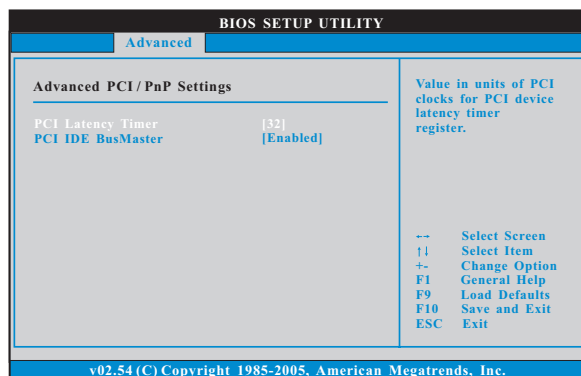 BIOS SETUP UTILITY
Advanced
Advanced PCI / PnP Settings
PCI Latency Timer [32]
PCI IDE BusMaster [Enabled]
Value in units of PCI
clocks for PCI device
latency timer
register.
←→ Select Screen
↑↓ Select Item
+- Change Option
F1 General Help
F9 Load Defaults
F10 Save and Exit
ESC Exit
v02.54 (C) Copyright 1985-2005, American Megatrends, Inc.